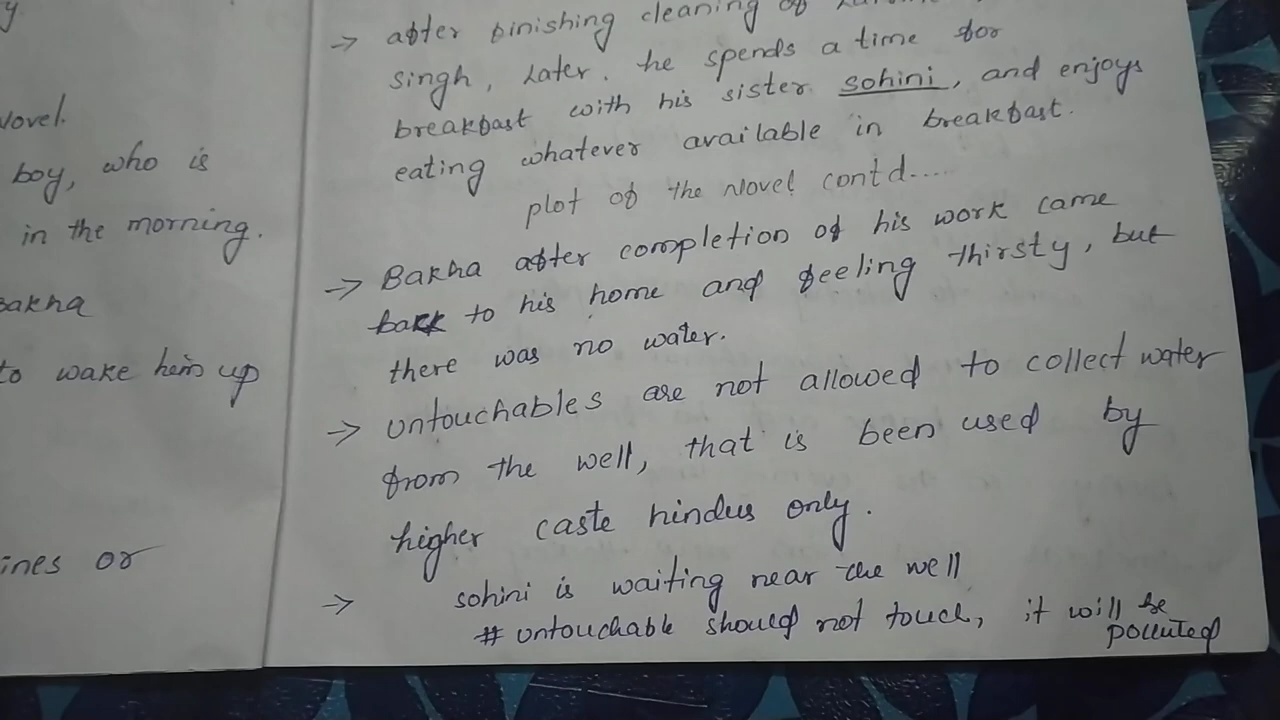 y
Novel.
boy, who is
in the morning.
Bakha
to wake him up
ines or
→ after finishing cleaning of
singh, Later. he spends a time for
breakfast with his sister sohini, and enjoys
eating whatever available in breakfast.
plot of the Novel contd.....
→ Bakha after completion of his work came
back to his home and feeling thirsty, but
there was no water.
→ untouchables are not allowed to collect water
from the well, that is been used by
higher caste hindus only.
→ sohini is waiting near the well
# untouchable should not touch, it will be
polluted